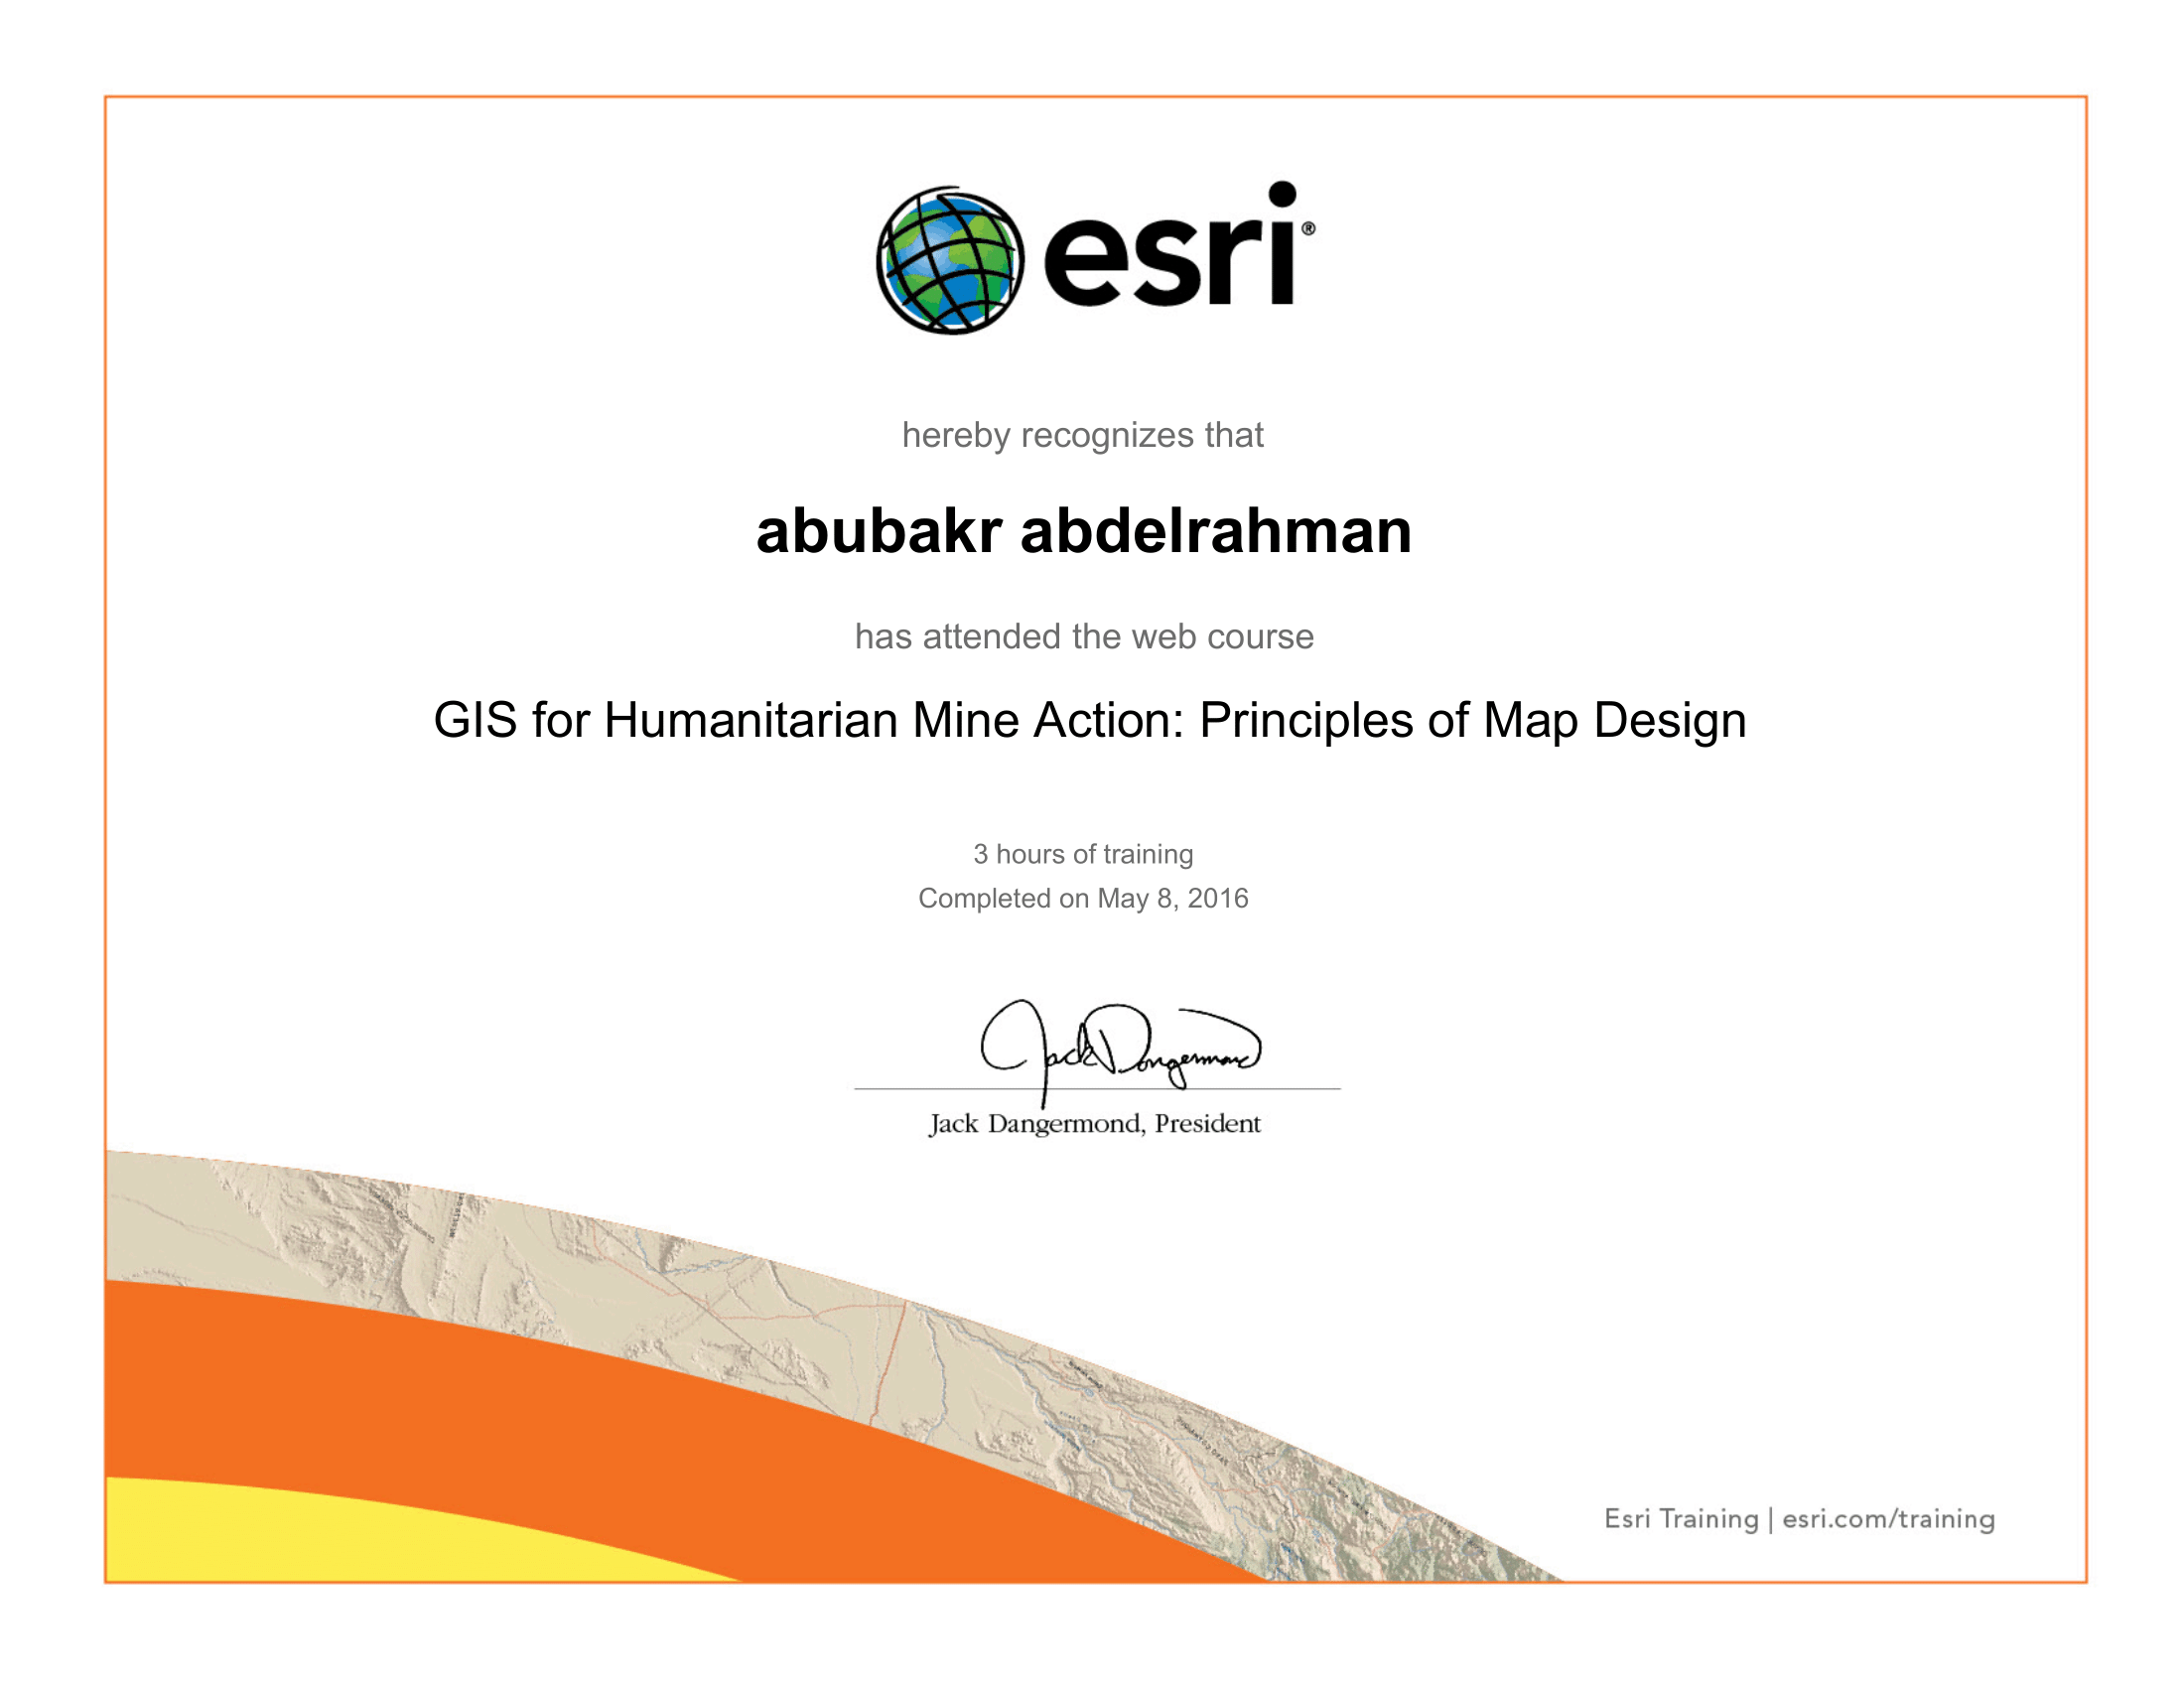 esri®
hereby recognizes that
abubakr abdelrahman
has attended the web course
GIS for Humanitarian Mine Action: Principles of Map Design
3 hours of training
Completed on May 8, 2016
Jack Dangermond
Jack Dangermond, President
Esri Training | esri.com/training